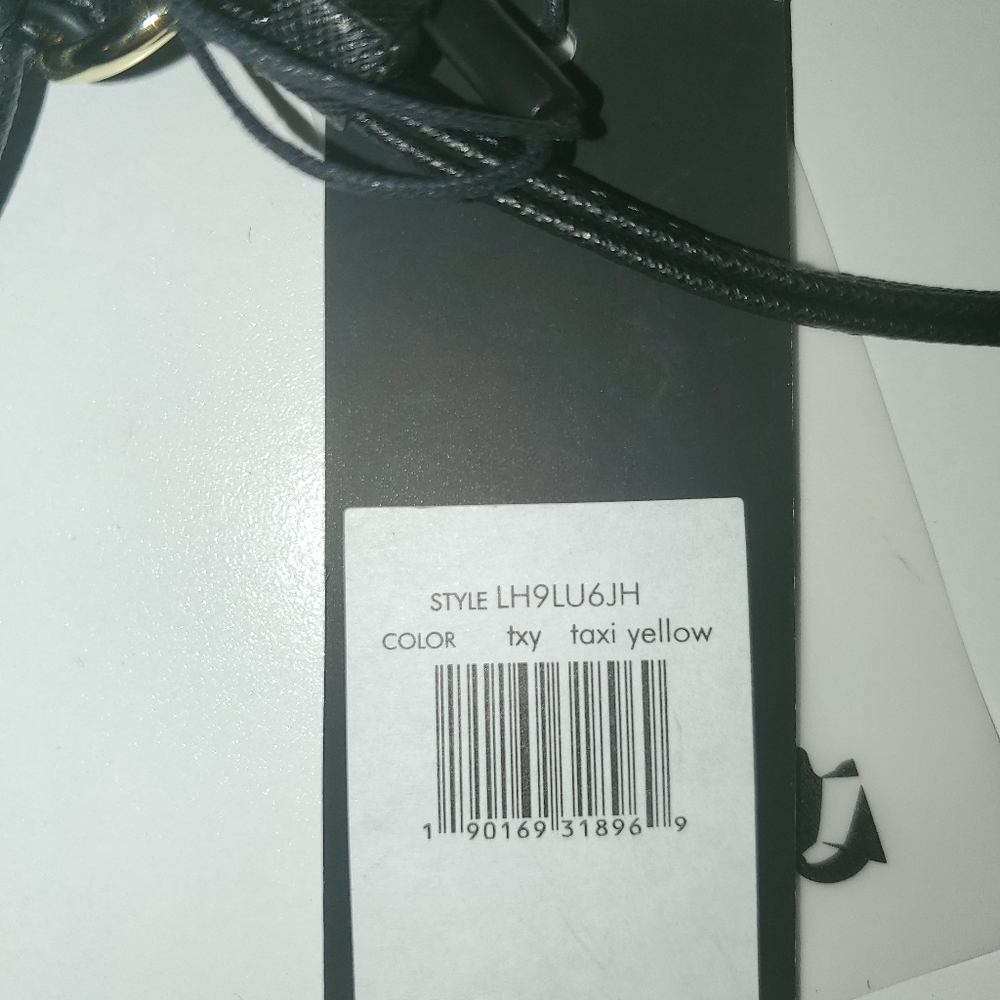 STYLE LH9LU6JH
COLOR txy taxi yellow
1 90169 31896 9